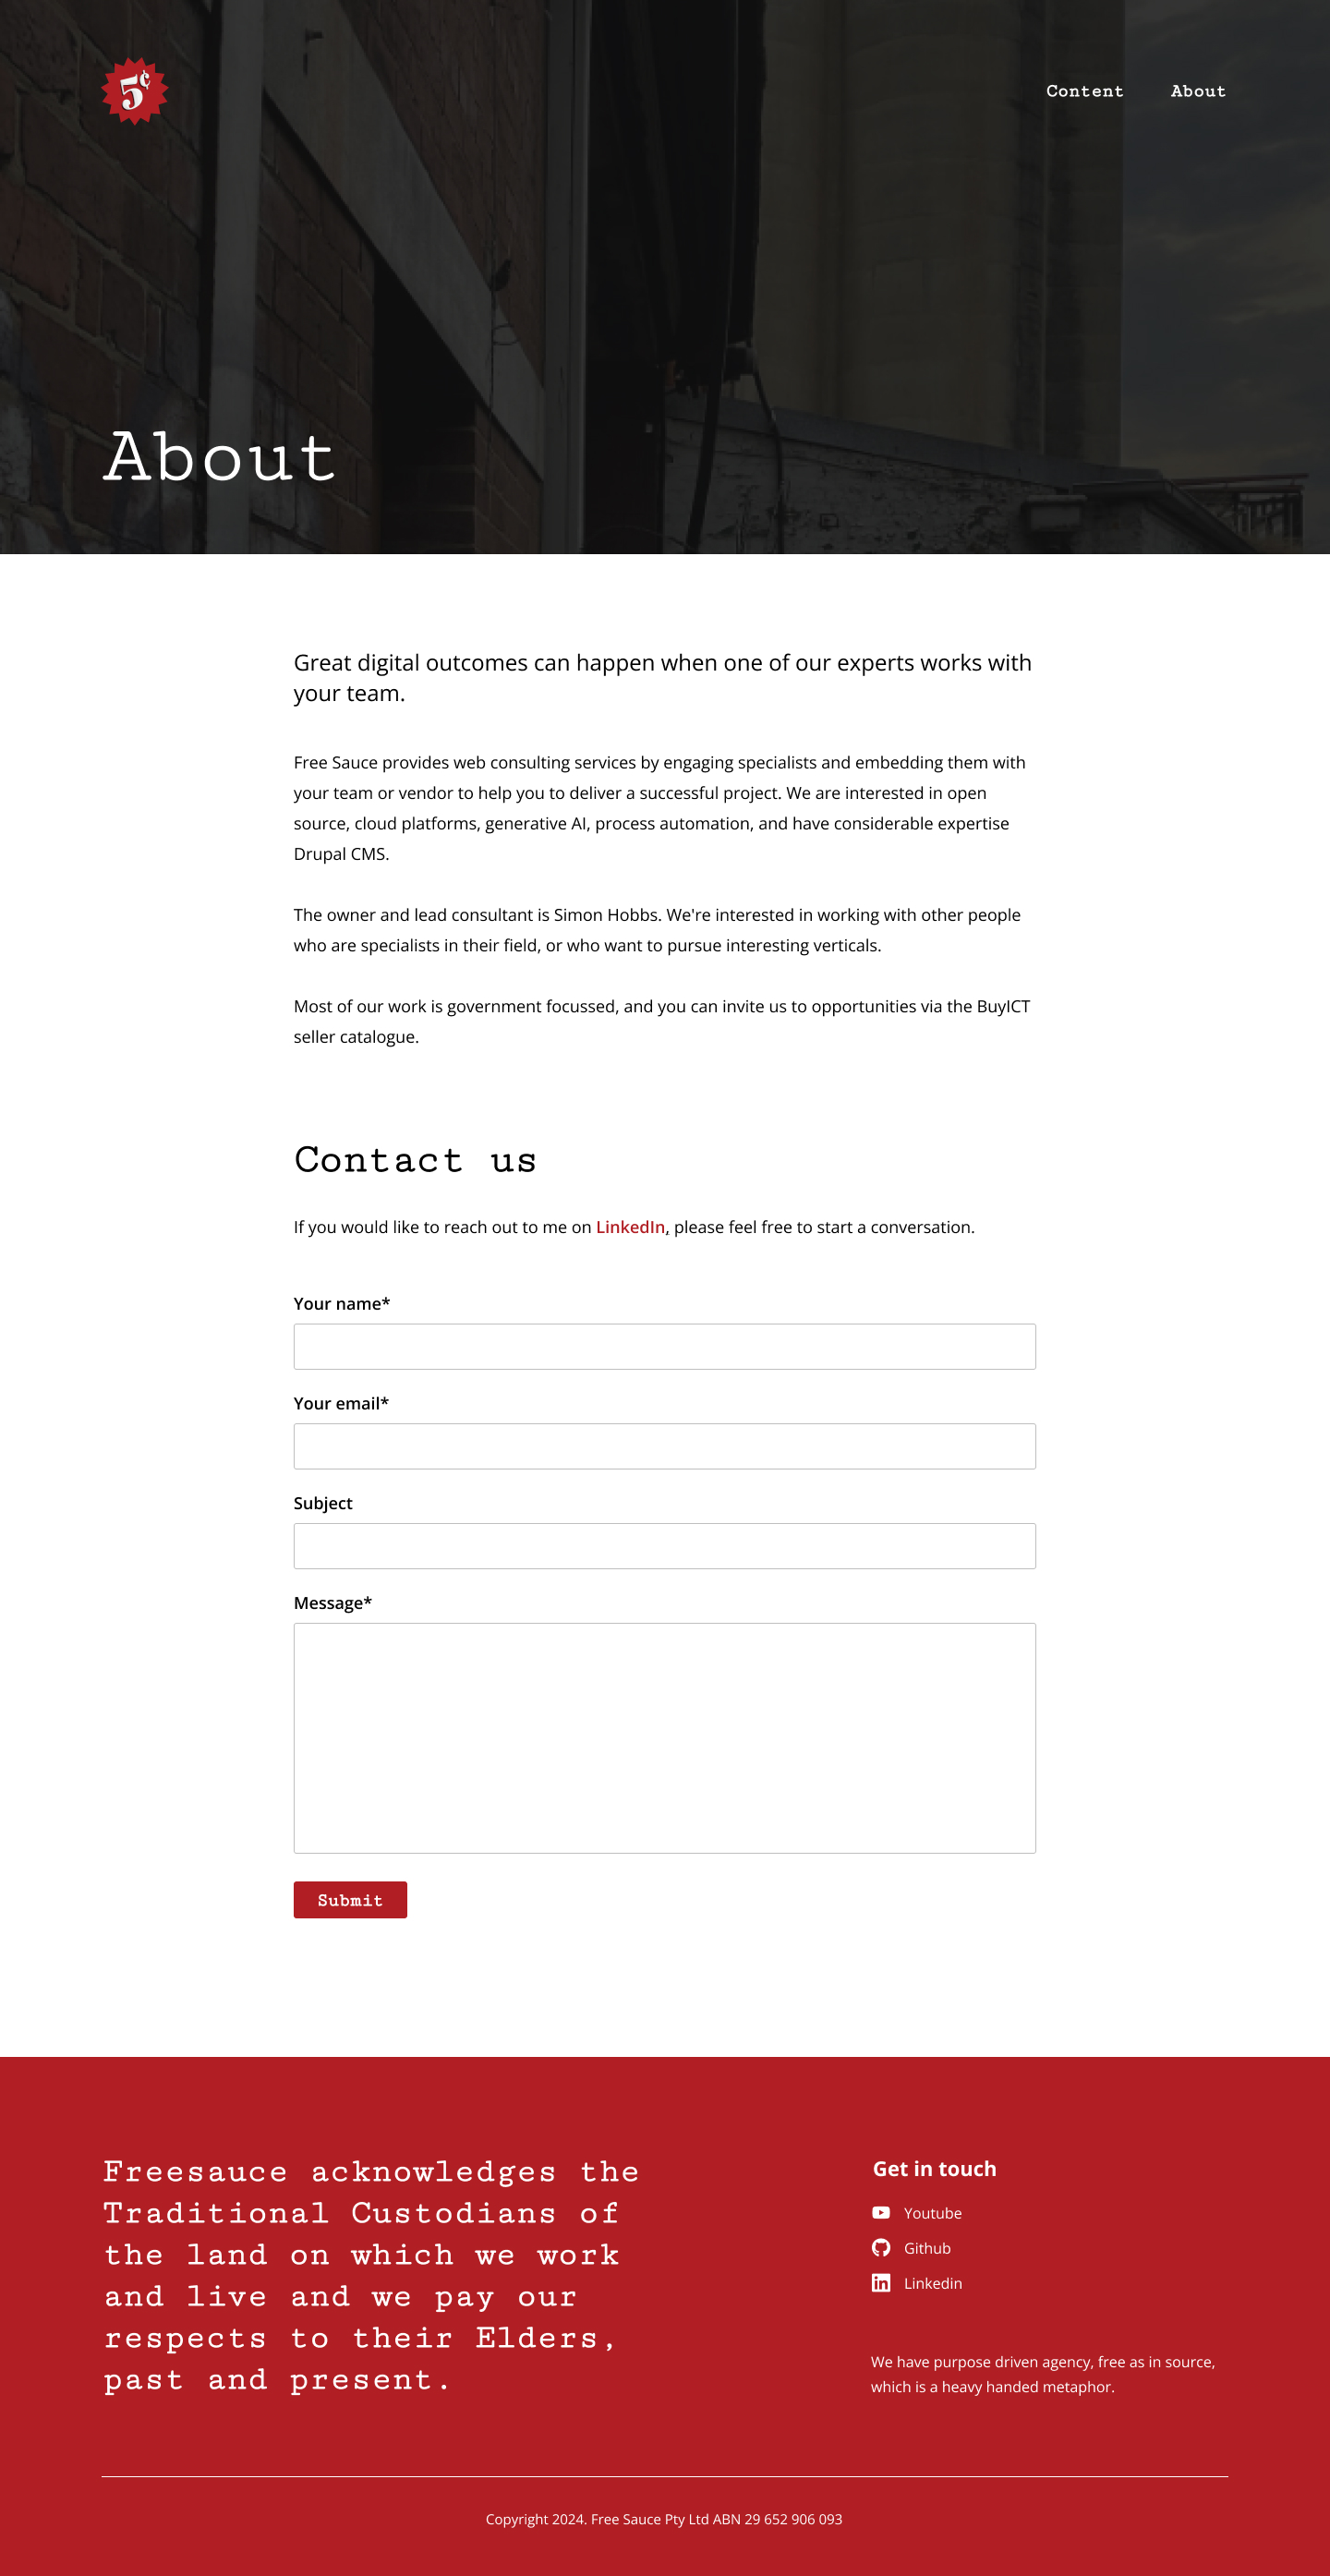 5¢
Content About
About
Great digital outcomes can happen when one of our experts works with
your team.
Free Sauce provides web consulting services by engaging specialists and embedding them with
your team or vendor to help you to deliver a successful project. We are interested in open
source, cloud platforms, generative AI, process automation, and have considerable expertise
Drupal CMS.
The owner and lead consultant is Simon Hobbs. We're interested in working with other people
who are specialists in their field, or who want to pursue interesting verticals.
Most of our work is government focussed, and you can invite us to opportunities via the BuyICT
seller catalogue.
Contact us
If you would like to reach out to me on LinkedIn, please feel free to start a conversation.
Your name*
Your email*
Subject
Message*
Submit
Freesauce acknowledges the
Traditional Custodians of
the land on which we work
and live and we pay our
respects to their Elders,
past and present.
Get in touch
Youtube
Github
Linkedin
We have purpose driven agency, free as in source,
which is a heavy handed metaphor.
Copyright 2024. Free Sauce Pty Ltd ABN 29 652 906 093